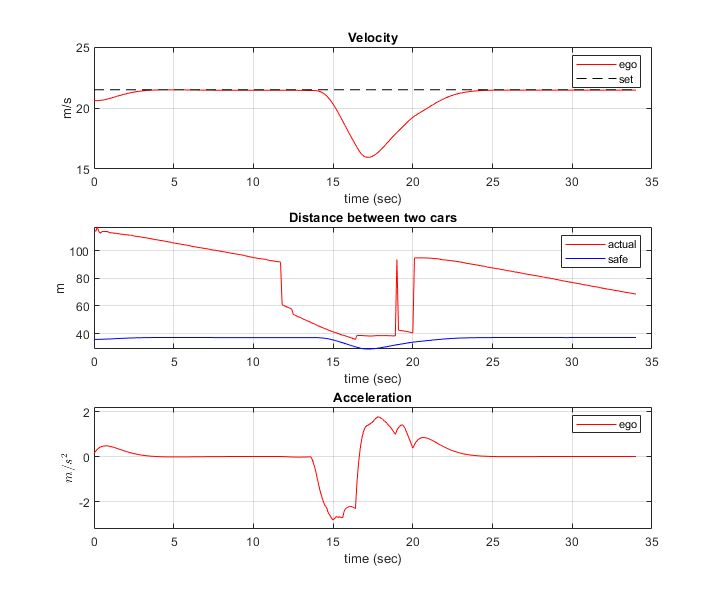 Velocity
25
20
15
m/s
ego
set
0 5 10 15 20 25 30 35
time (sec)
Distance between two cars
100
80
60
40
m
actual
safe
0 5 10 15 20 25 30 35
time (sec)
Acceleration
2
0
-2
m/s²
ego
0 5 10 15 20 25 30 35
time (sec)